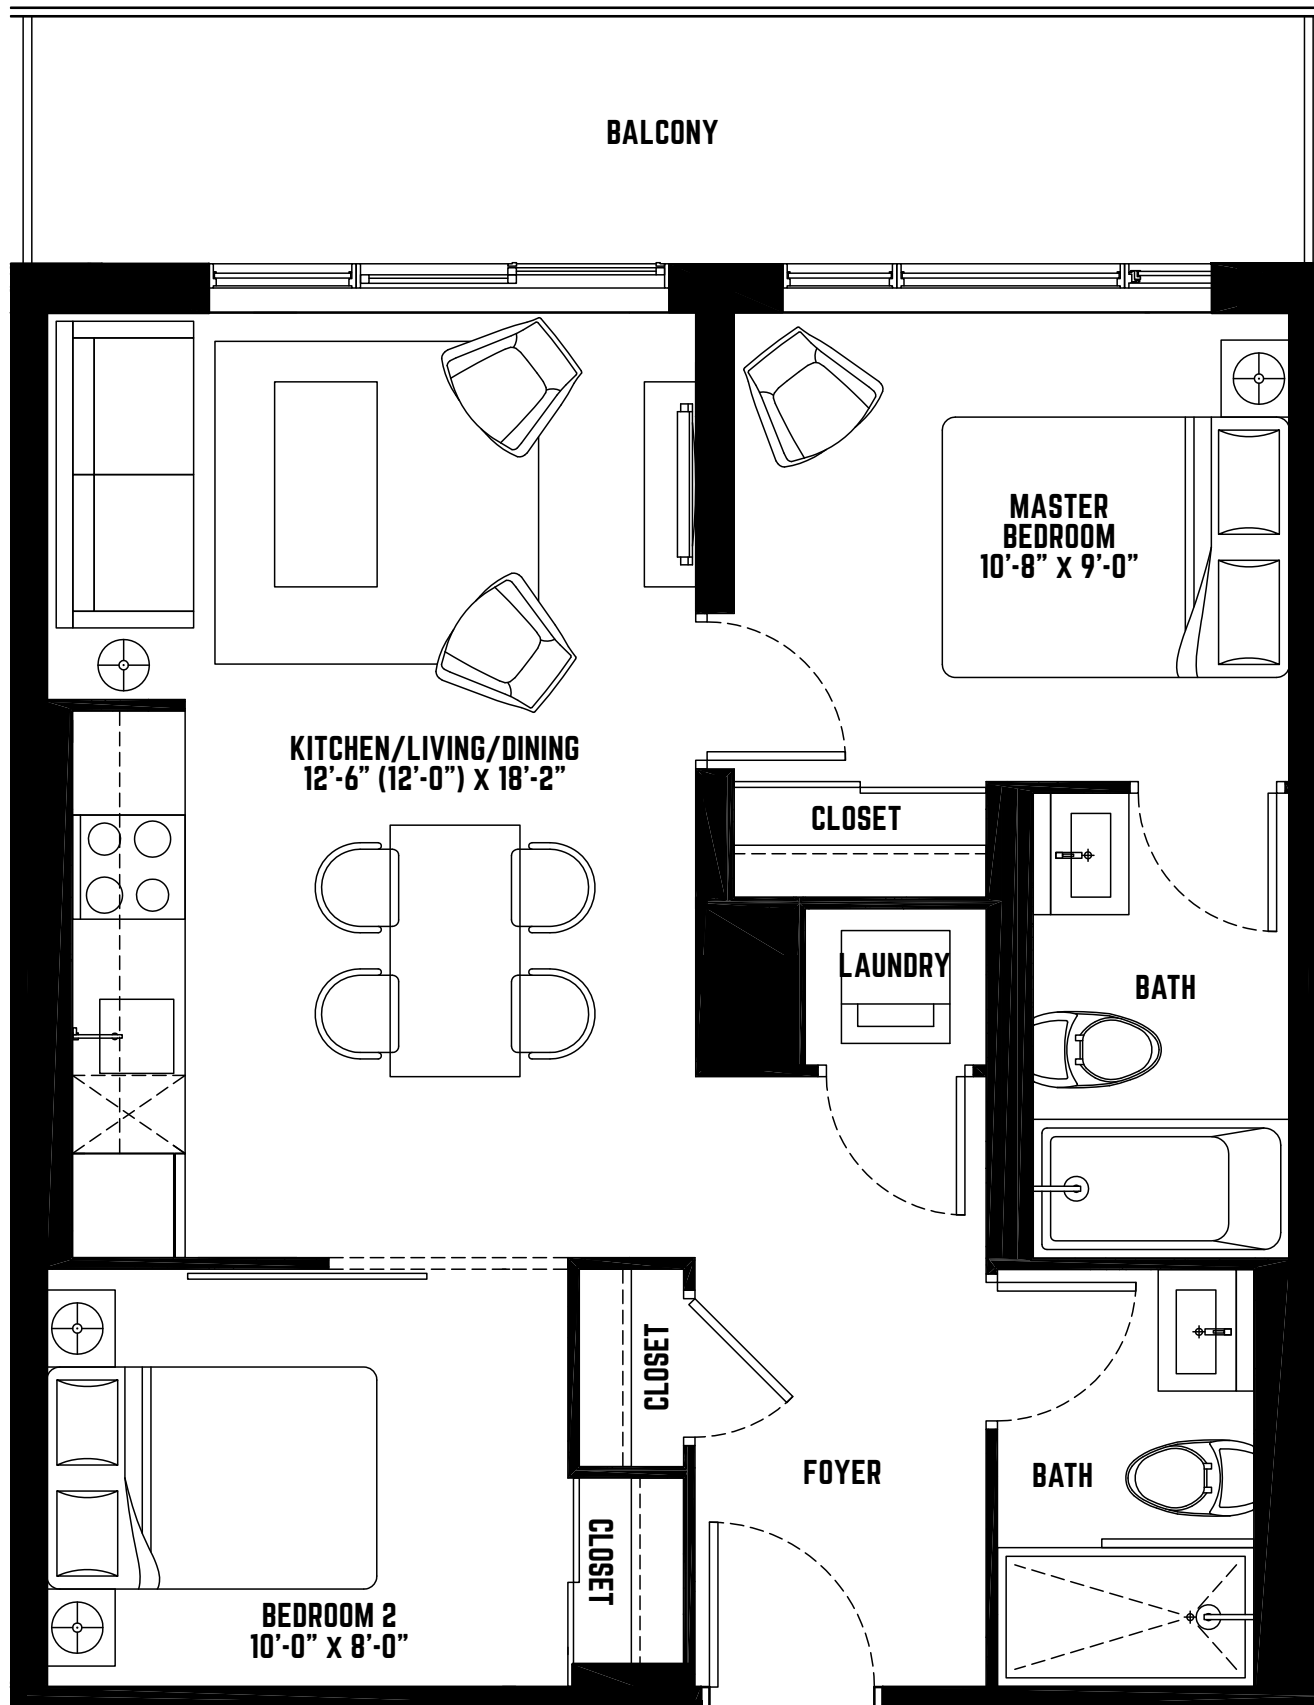 BALCONY
MASTER
BEDROOM
10'-8” X 9'-0”
KITCHEN/LIVING/DINING
12'-6” (12'-0”) X 18'-2”
CLOSET
LAUNDRY
BATH
CLOSET
FOYER
BATH
CLOSET
BEDROOM 2
10'-0” X 8'-0”